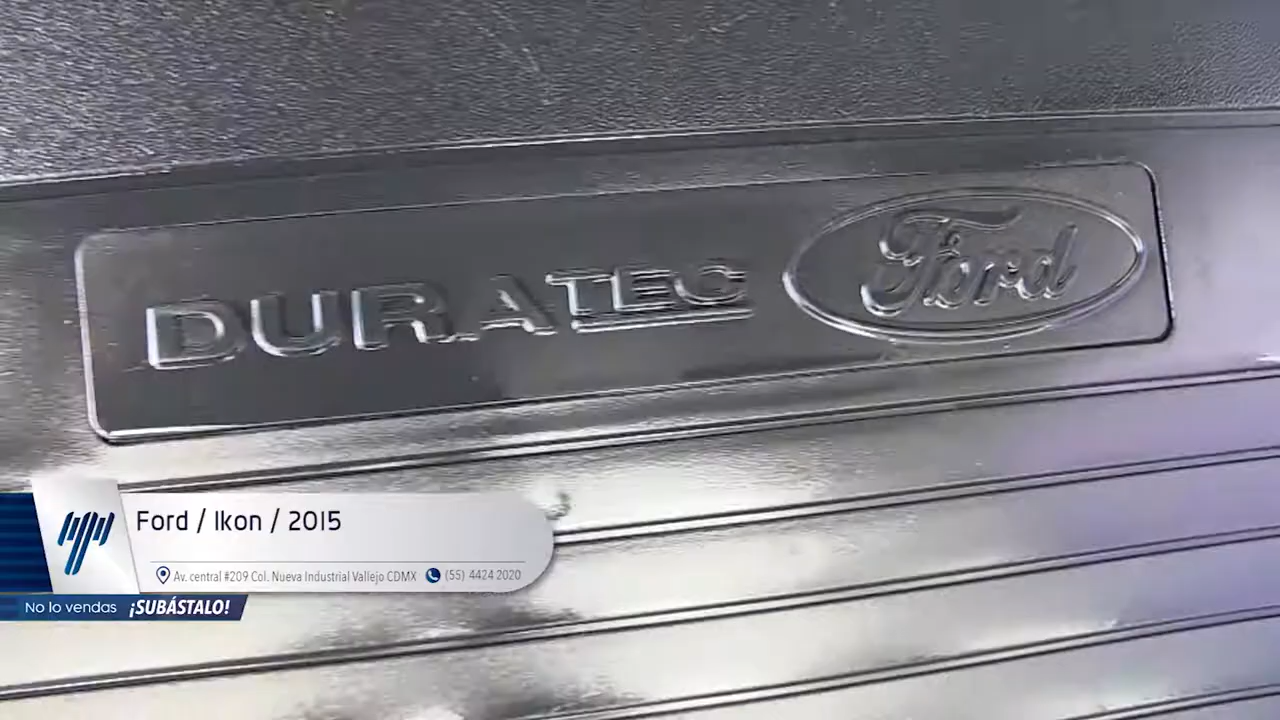 DURATEC Ford
Ford / Ikon / 2015
Av. central #209 Col. Nueva Industrial Vallejo CDMX (55) 4424 2020
No lo vendas ¡SUBÁSTALO!